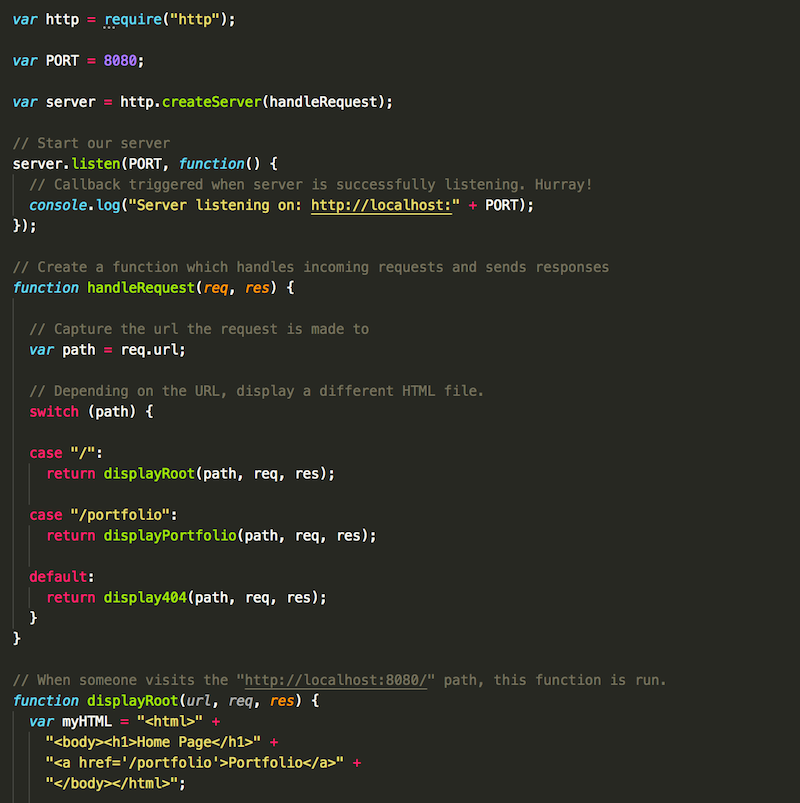 var http = require("http");
var PORT = 8080;
var server = http.createServer(handleRequest);
// Start our server
server.listen(PORT, function() {
// Callback triggered when server is successfully listening. Hurray!
console.log("Server listening on: http://localhost:" + PORT);
});
// Create a function which handles incoming requests and sends responses
function handleRequest(req, res) {
// Capture the url the request is made to
var path = req.url;
// Depending on the URL, display a different HTML file.
switch (path) {
case "/":
return displayRoot(path, req, res);
case "/portfolio":
return displayPortfolio(path, req, res);
default:
return display404(path, req, res);
}
}
// When someone visits the "http://localhost:8080/" path, this function is run.
function displayRoot(url, req, res) {
var myHTML = "<html>" +
"<body><h1>Home Page</h1>" +
"<a href='/portfolio'>Portfolio</a>" +
"</body></html>";